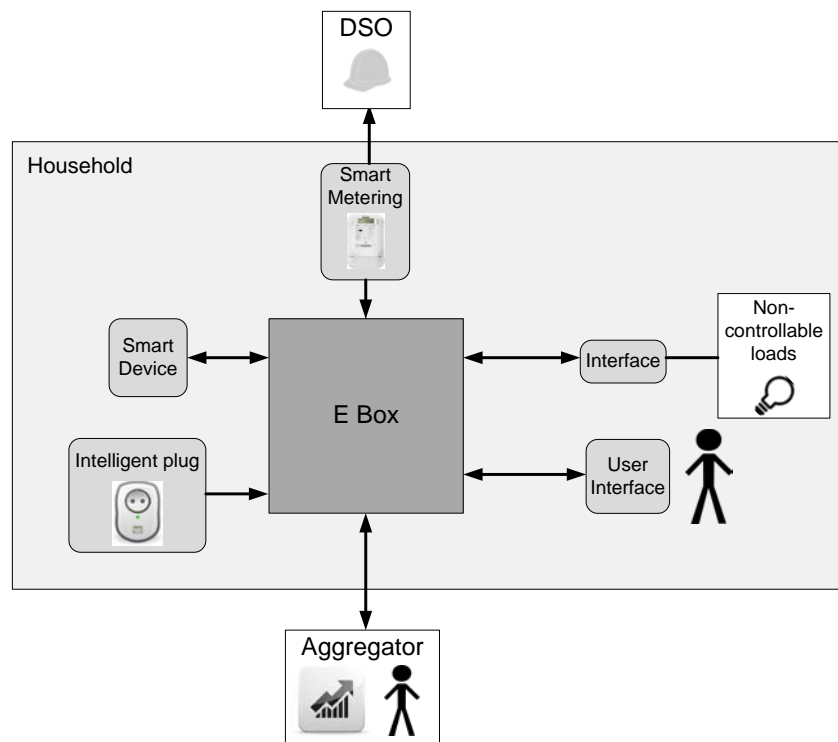 DSO
Household
Smart
Metering
Smart
Device
E Box
Interface
Non-
controllable
loads
Intelligent plug
User
Interface
Aggregator